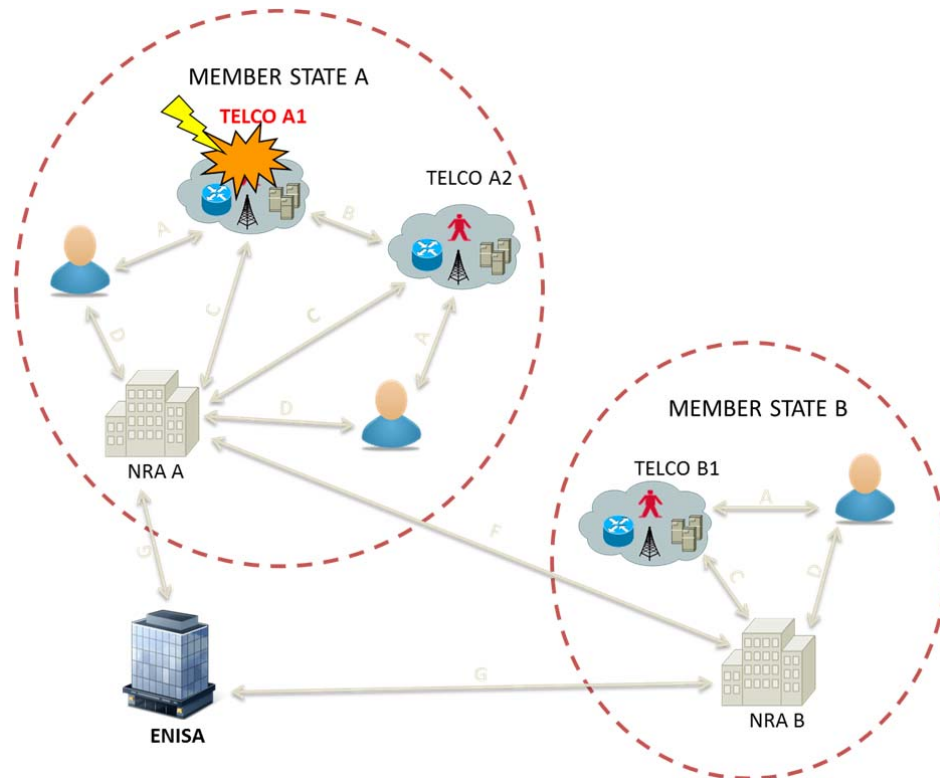 MEMBER STATE A
TELCO A1
TELCO A2
A
B
C
C
A
D
D
NRA A
MEMBER STATE B
TELCO B1
A
F
C
D
G
G
NRA B
ENISA